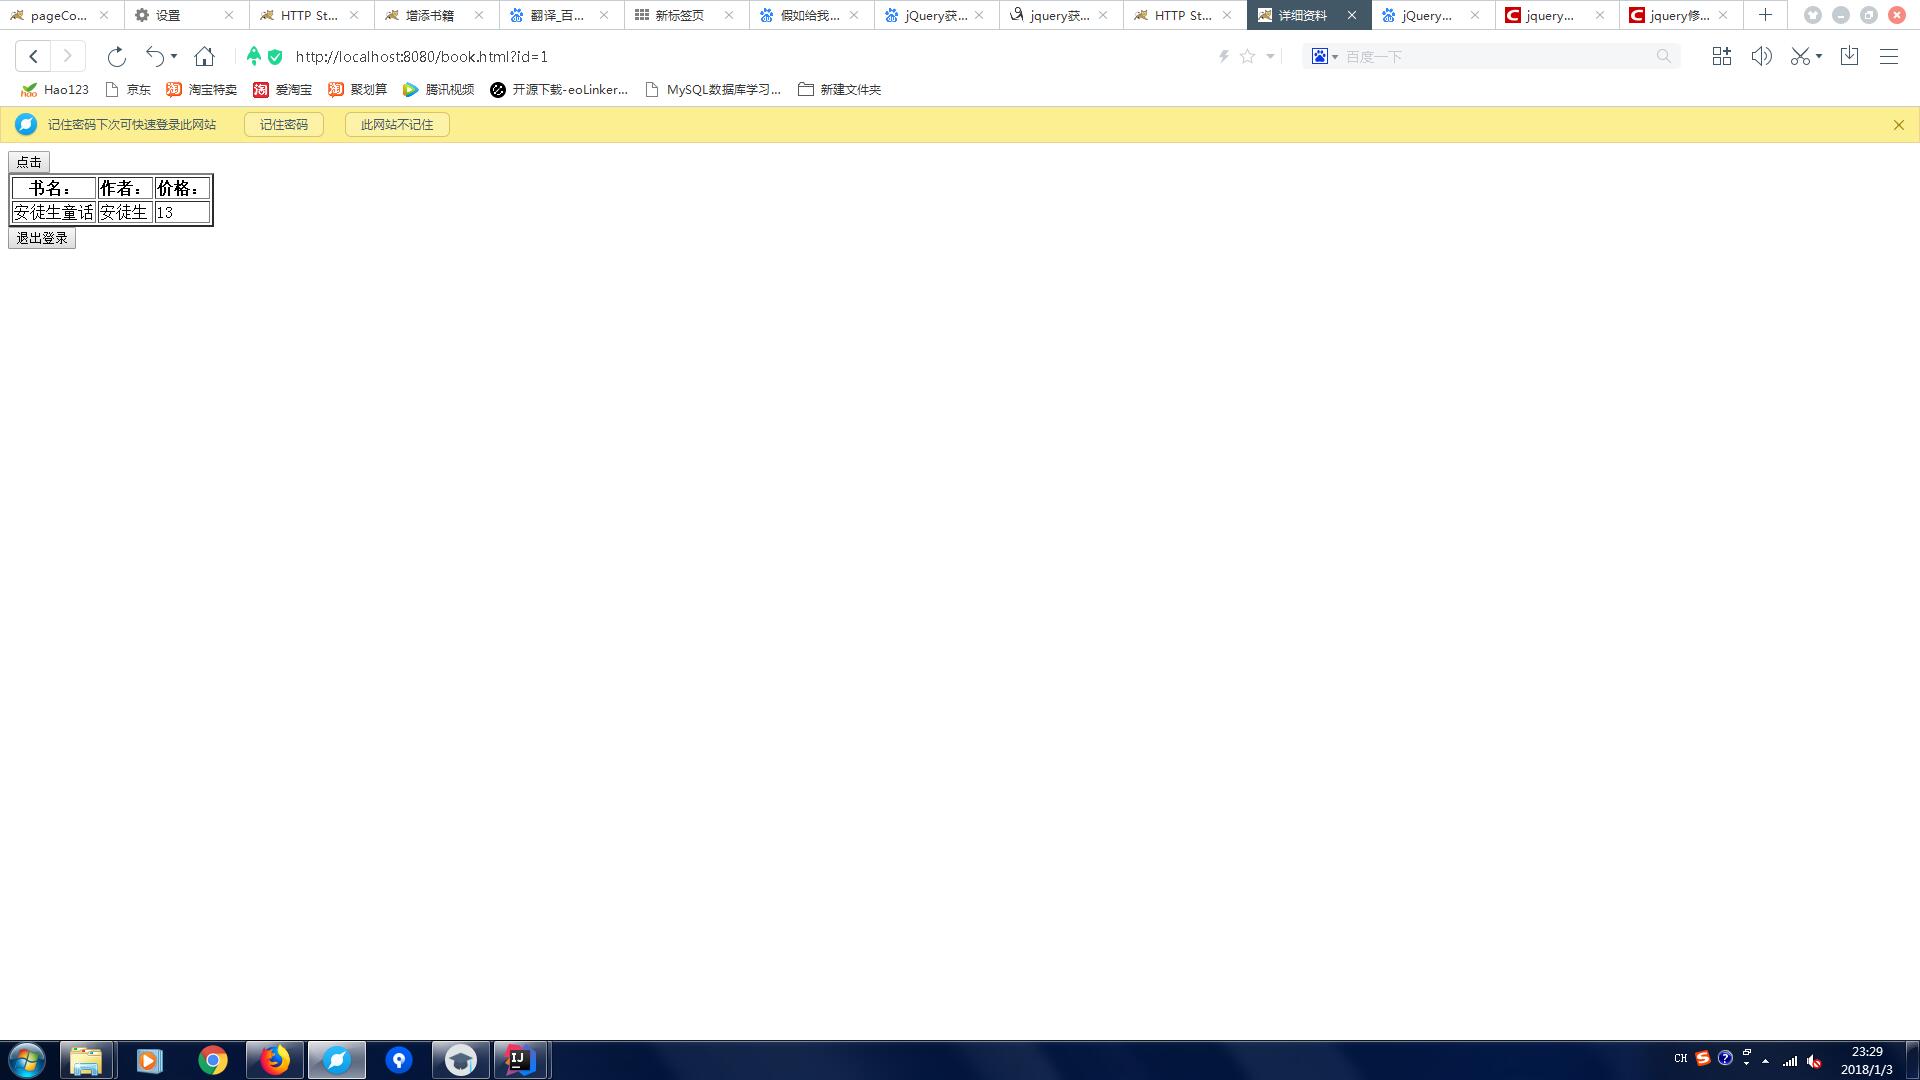 pageCo... 设置 HTTP St... 增添书籍 翻译_百... 新标签页 假如给我... jQuery获... jquery获... HTTP St... 详细资料 jQuery... jquery... jquery修...
http://localhost:8080/book.html?id=1 百度一下
Hao123 京东 淘宝特卖 爱淘宝 聚划算 腾讯视频 开源下载-eoLinker... MySQL数据库学习... 新建文件夹
记住密码下次可快速登录此网站 记住密码 此网站不记住
点击
书名： 作者： 价格：
安徒生童话 安徒生 13
退出登录
CH 23:29
2018/1/3